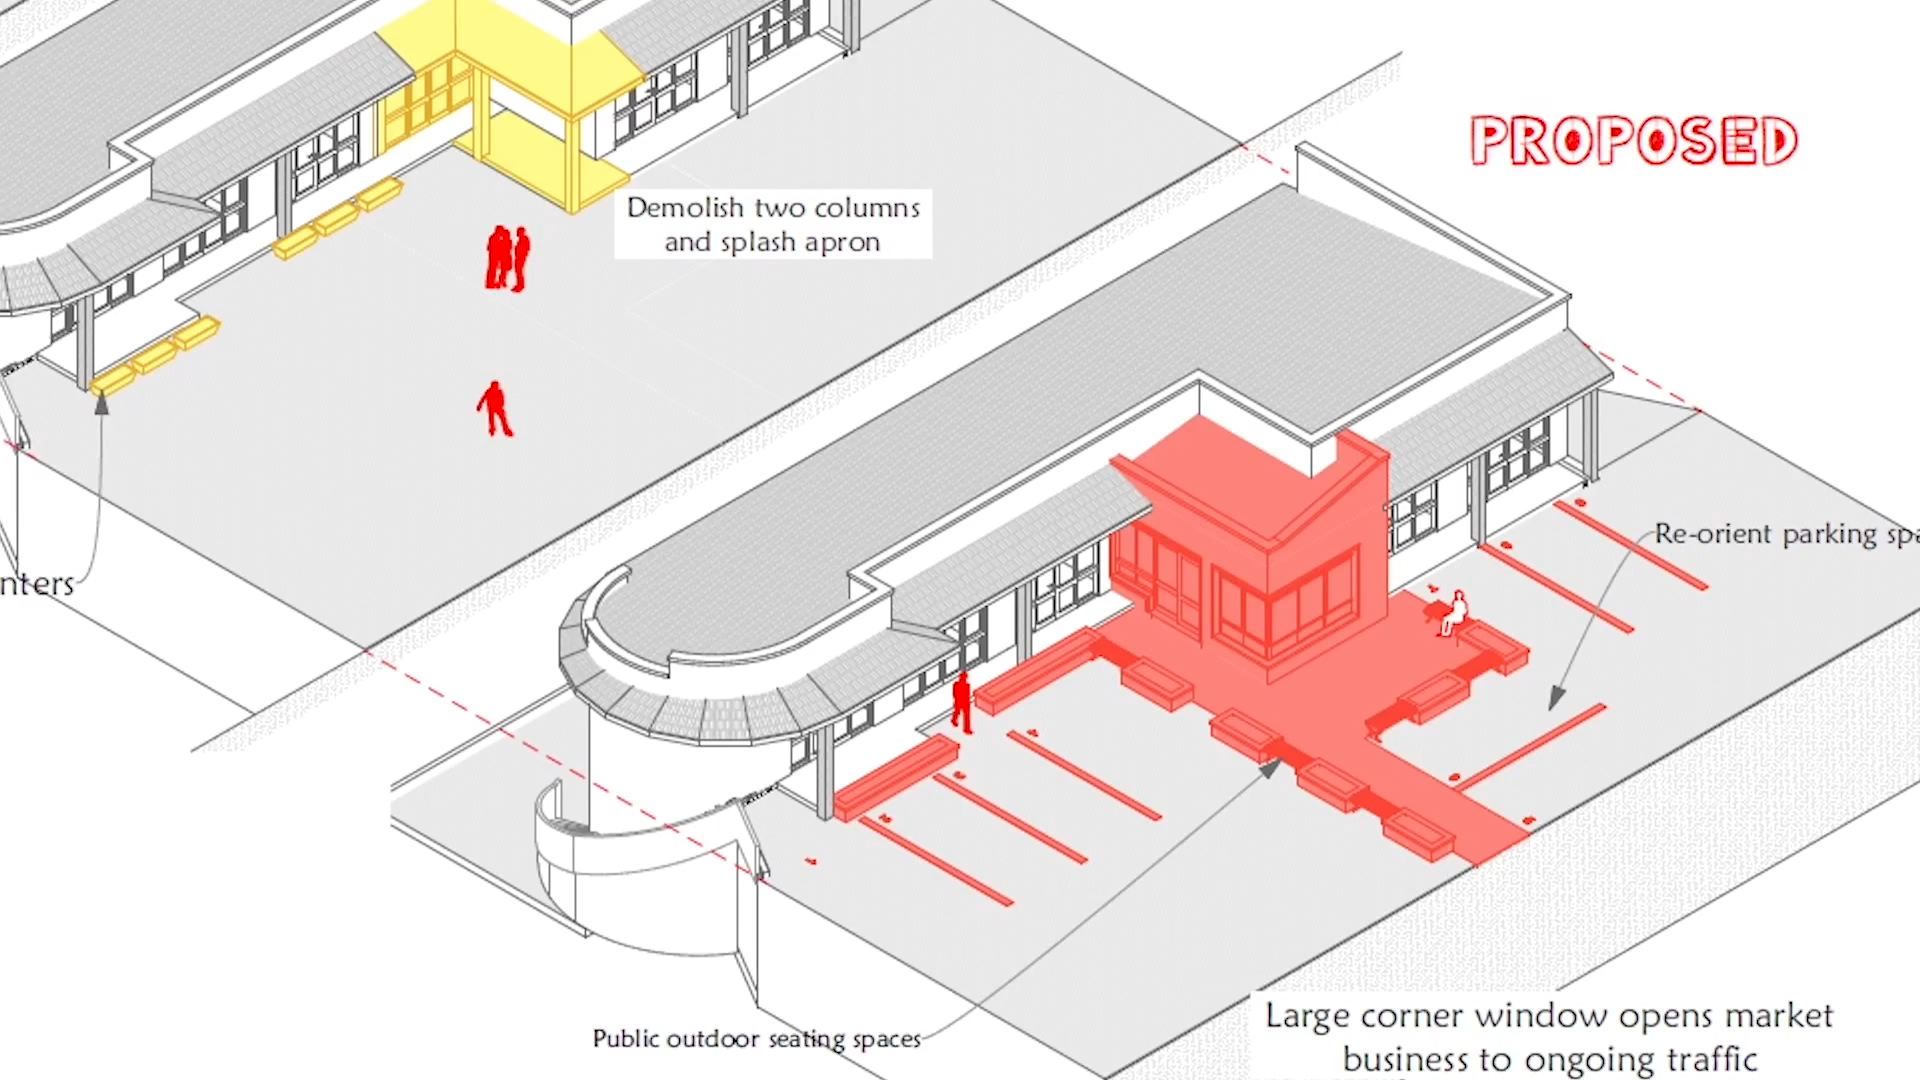 PROPOSED
Demolish two columns
and splash apron
Re-orient parking
nters
Public outdoor seating spaces
Large corner window opens market
business to ongoing traffic